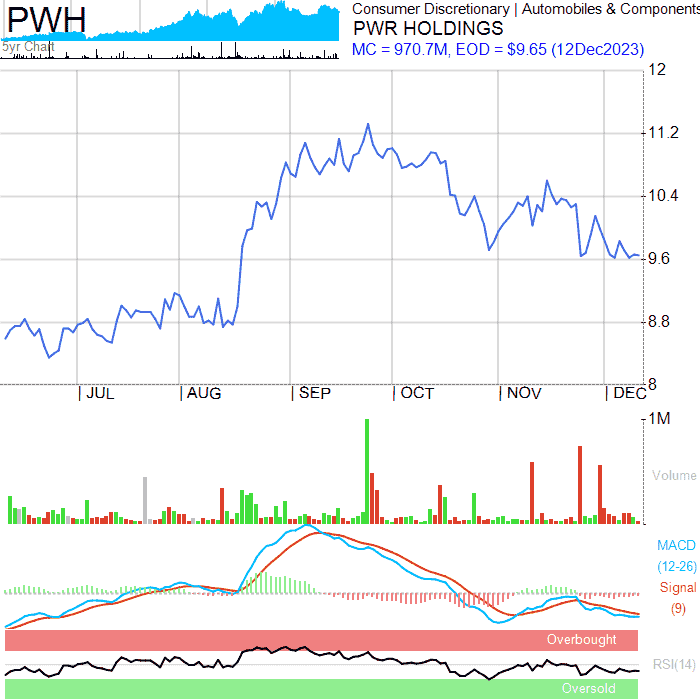 PWH
5yr Chart
Consumer Discretionary | Automobiles & Components
PWR HOLDINGS
MC = 970.7M, EOD = $9.65 (12Dec2023)
12
11.2
10.4
9.6
8.8
8
| JUL | AUG | SEP | OCT | NOV | DEC
1M
Volume
MACD
(12-26)
Signal
(9)
Overbought
RSI(14)
Oversold